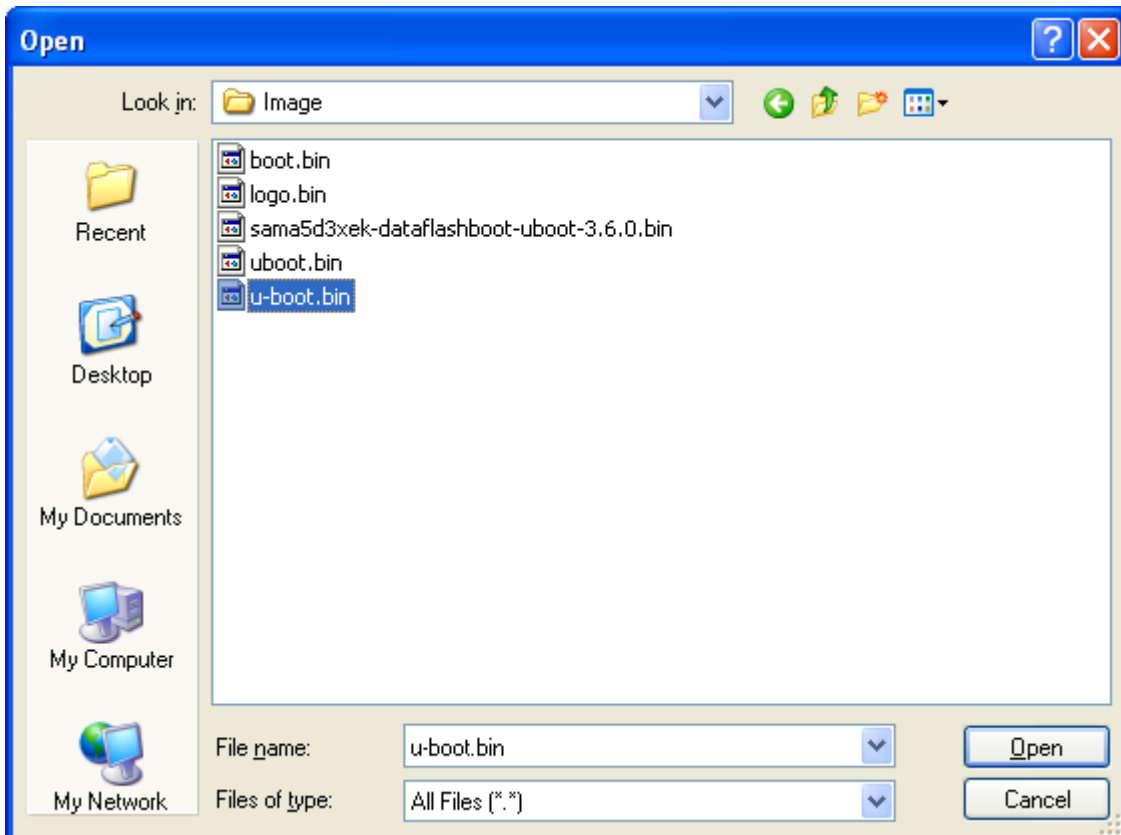 Open
Look in: Image
boot.bin
logo.bin
sama5d3xek-dataflashboot-uboot-3.6.0.bin
uboot.bin
u-boot.bin
Recent
Desktop
My Documents
My Computer
My Network
File name: u-boot.bin Open
Files of type: All Files (*.*) Cancel